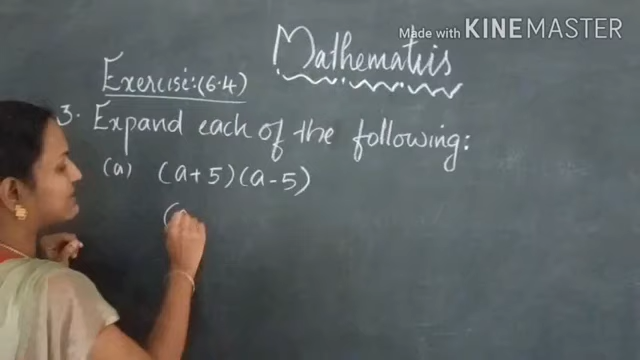 Made with KINEMASTER
Mathematics
Exercise:(6.4)
3. Expand each of the following:
(a) (a+5)(a-5)
(